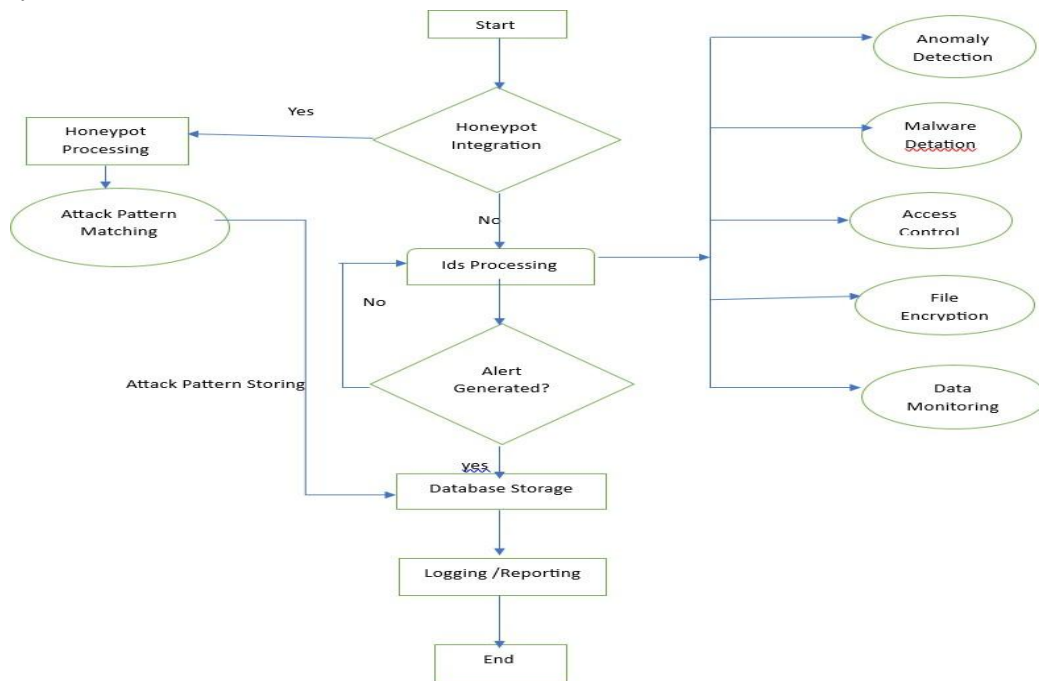 Start
Anomaly
Detection
Yes
Honeypot
Processing
Honeypot
Integration
Malware
Detation
Attack Pattern
Matching
No
Access
Control
Ids Processing
No
File
Encryption
Alert
Generated?
Attack Pattern Storing
Data
Monitoring
yes
Database Storage
Logging /Reporting
End